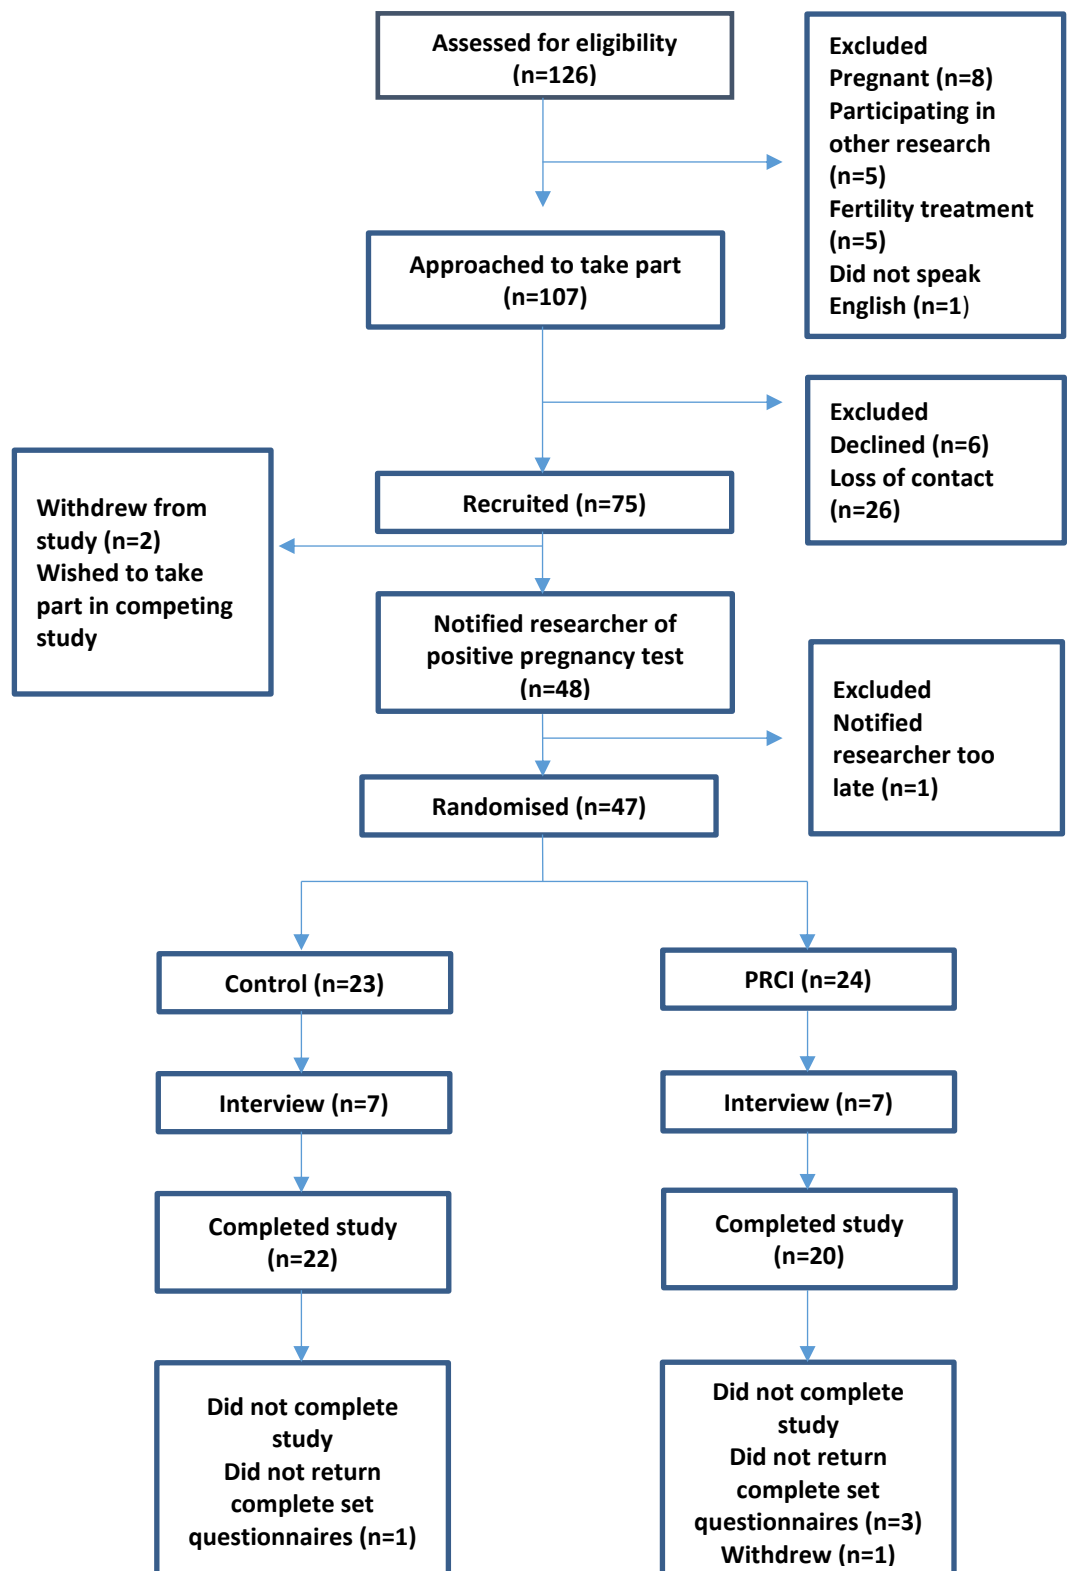 Assessed for eligibility
(n=126)
Excluded
Pregnant (n=8)
Participating in
other research
(n=5)
Fertility treatment
(n=5)
Did not speak
English (n=1)
Approached to take part
(n=107)
Excluded
Declined (n=6)
Loss of contact
(n=26)
Recruited (n=75)
Withdrew from
study (n=2)
Wished to take
part in competing
study
Notified researcher of
positive pregnancy test
(n=48)
Excluded
Notified
researcher too
late (n=1)
Randomised (n=47)
Control (n=23)
PRCI (n=24)
Interview (n=7)
Interview (n=7)
Completed study
(n=22)
Completed study
(n=20)
Did not complete
study
Did not return
complete set
questionnaires (n=1)
Did not complete
study
Did not return
complete set
questionnaires (n=3)
Withdrew (n=1)